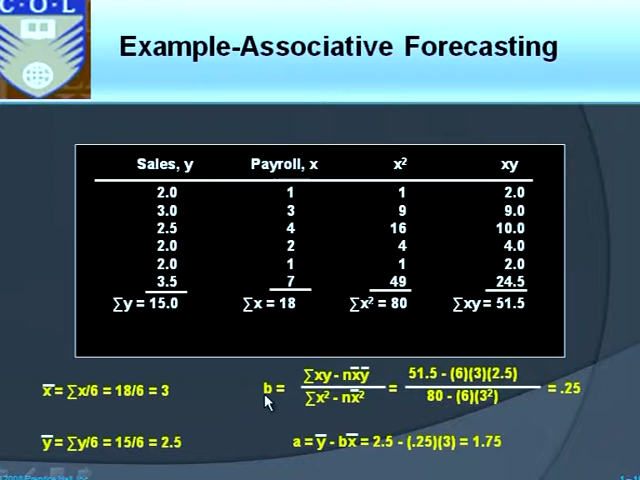 C.O.L
Example-Associative Forecasting
Sales, y Payroll, x x² xy
2.0 1 1 2.0
3.0 3 9 9.0
2.5 4 16 10.0
2.0 2 4 4.0
2.0 1 1 2.0
3.5 7 49 24.5
∑y = 15.0 ∑x = 18 ∑x² = 80 ∑xy = 51.5
x̅ = ∑x/6 = 18/6 = 3
b = (∑xy - nx̅y̅)/(∑x² - nx̅²) = (51.5 - (6)(3)(2.5))/(80 - (6)(3²)) = .25
y̅ = ∑y/6 = 15/6 = 2.5
a = y̅ - bx̅ = 2.5 - (.25)(3) = 1.75